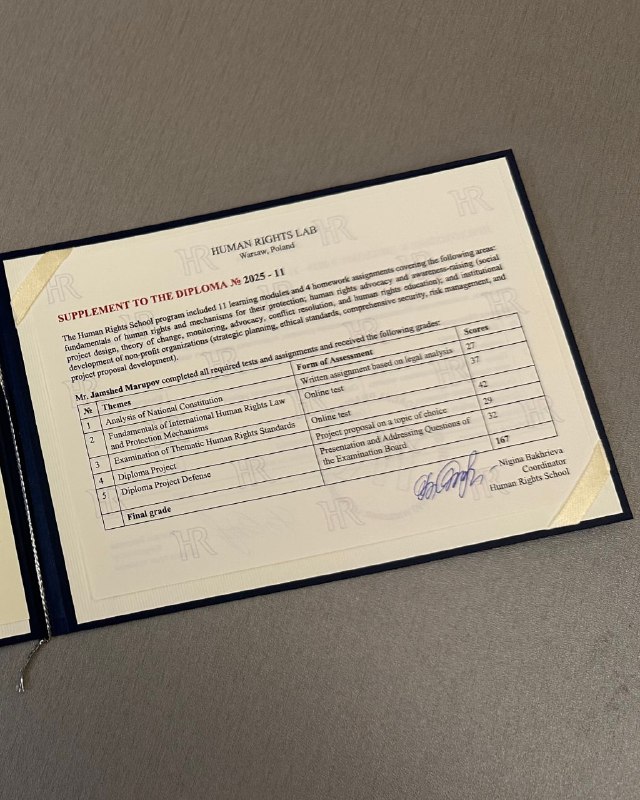 HUMAN RIGHTS LAB
Warsaw, Poland
SUPPLEMENT TO THE DIPLOMA № 2025 - 11
The Human Rights School program included 11 learning modules and 4 homework assignments covering the following areas:
fundamentals of human rights and mechanisms for their protection; human rights advocacy and awareness-raising (social
project design, theory of change, monitoring, advocacy, conflict resolution, and human rights education); and institutional
development of non-profit organizations (strategic planning, ethical standards, comprehensive security, risk management, and
project proposal development).
Mr. Jamshed Marupov completed all required tests and assignments and received the following grades:
№ Themes Form of Assessment Scores
1 Analysis of National Constitution Written assignment based on legal analysis 27
2 Fundamentals of International Human Rights Law Online test 37
and Protection Mechanisms
3 Examination of Thematic Human Rights Standards Online test 42
4 Diploma Project Project proposal on a topic of choice 29
5 Diploma Project Defense Presentation and Addressing Questions of 32
the Examination Board
Final grade 167
Nigina Bakhrieva
Coordinator
Human Rights School
HR
HR
HR
HR
HR
HR
HR